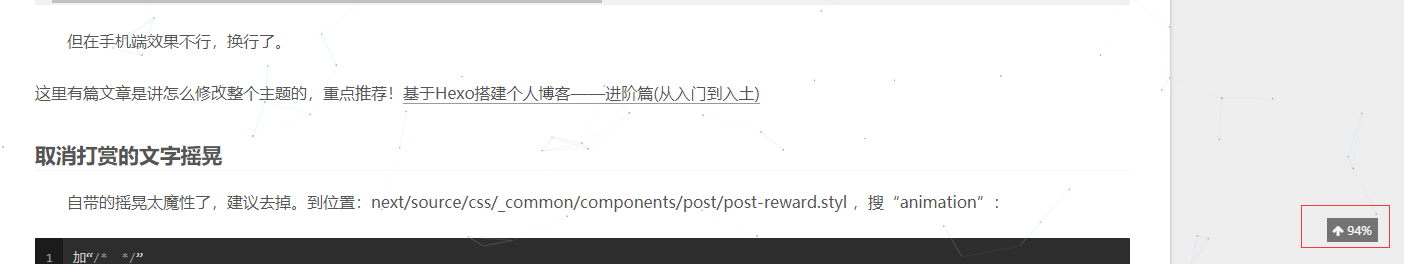 但在手机端效果不行，换行了。
这里有篇文章是讲怎么修改整个主题的，重点推荐！基于Hexo搭建个人博客——进阶篇(从入门到入土)
取消打赏的文字摇晃
自带的摇晃太魔性了，建议去掉。到位置：next/source/css/_common/components/post/post-reward.styl ，搜“animation”：
94%
1 加“/* */”